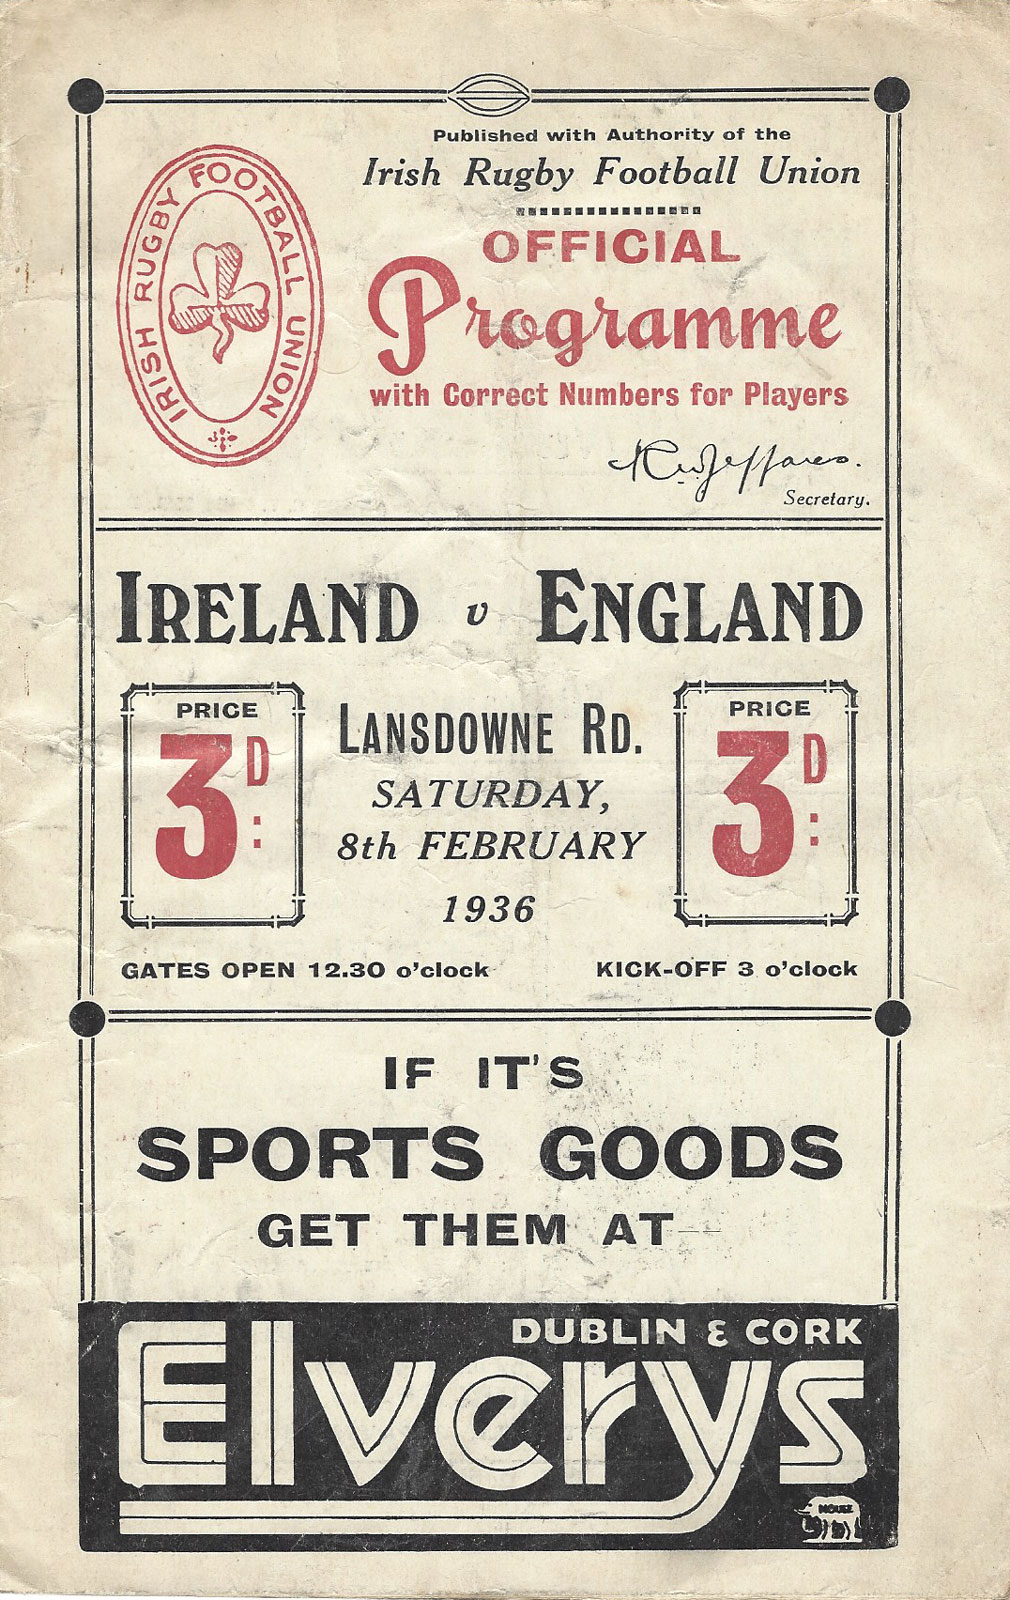 IRISH RUGBY FOOTBALL UNION
Published with Authority of the
Irish Rugby Football Union
OFFICIAL
Programme
with Correct Numbers for Players
Secretary.
IRELAND v ENGLAND
PRICE
3D:
LANSDOWNE RD.
SATURDAY,
8th FEBRUARY
1936
PRICE
3D:
GATES OPEN 12.30 o'clock
KICK-OFF 3 o'clock
IF IT'S
SPORTS GOODS
GET THEM AT
DUBLIN & CORK
Elverys